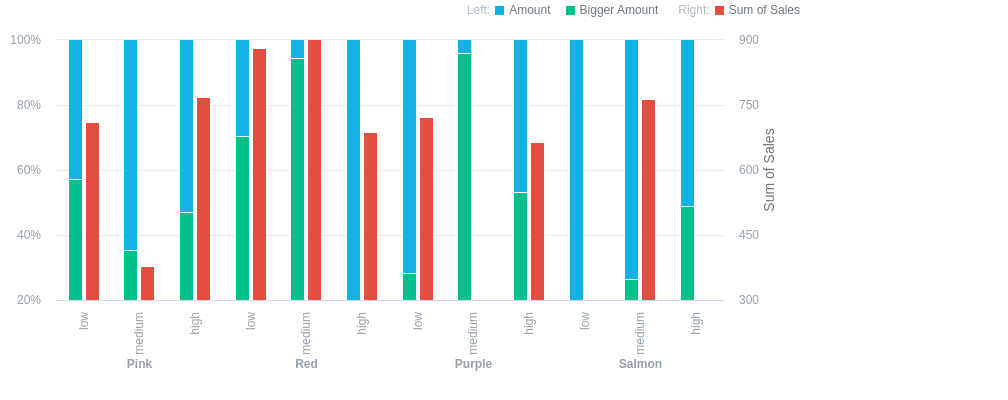 Left: Amount Bigger Amount Right: Sum of Sales
100% 900
80% 750
60% 600
40% 450
20% 300
Sum of Sales
low medium high low medium high low medium high low medium high
Pink Red Purple Salmon